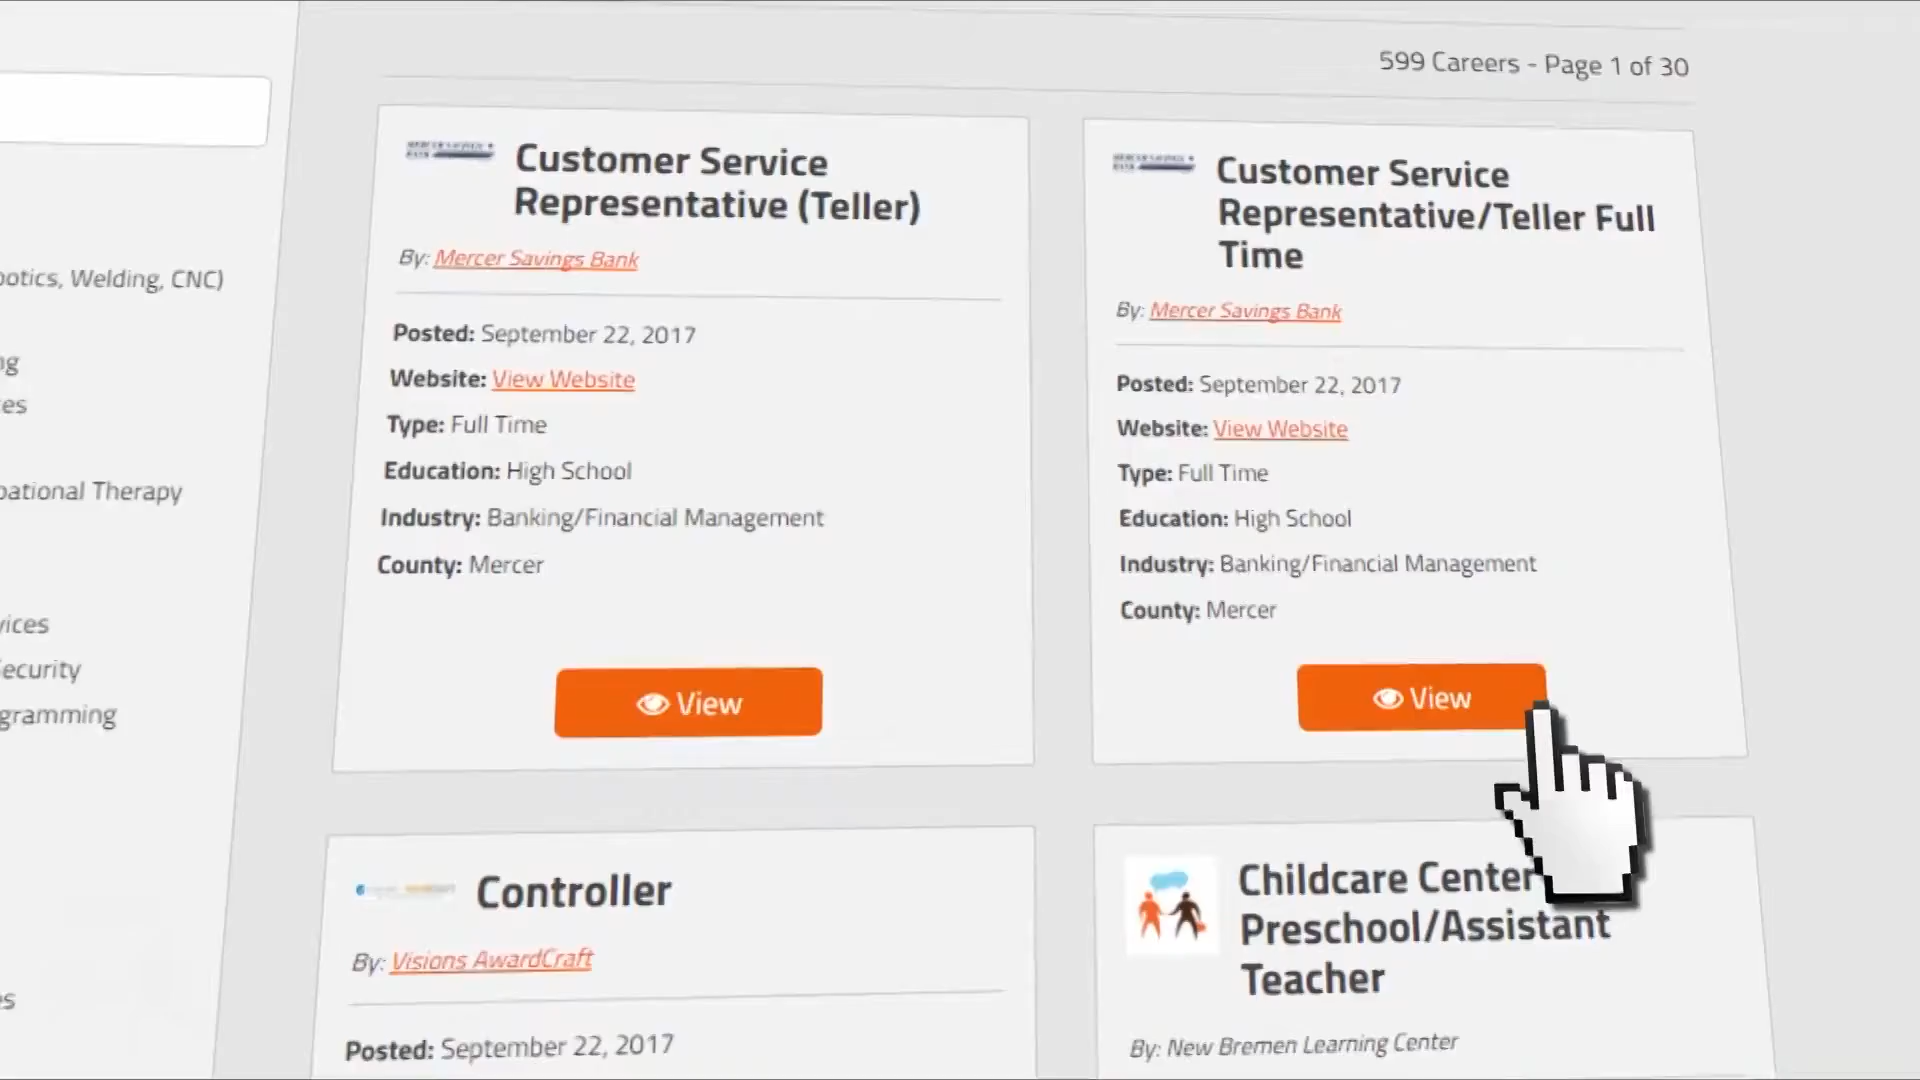 599 Careers - Page 1 of 30
otics, Welding, CNC)
ng
es
pational Therapy
vices
Security
gramming
s
Customer Service
Representative (Teller)
By: Mercer Savings Bank
Posted: September 22, 2017
Website: View Website
Type: Full Time
Education: High School
Industry: Banking/Financial Management
County: Mercer
View
MERCER SAVINGS
BANK
Customer Service
Representative/Teller Full
Time
By: Mercer Savings Bank
Posted: September 22, 2017
Website: View Website
Type: Full Time
Education: High School
Industry: Banking/Financial Management
County: Mercer
View
Controller
By: Visions AwardCraft
Posted: September 22, 2017
Childcare Center
Preschool/Assistant
Teacher
By: New Bremen Learning Center